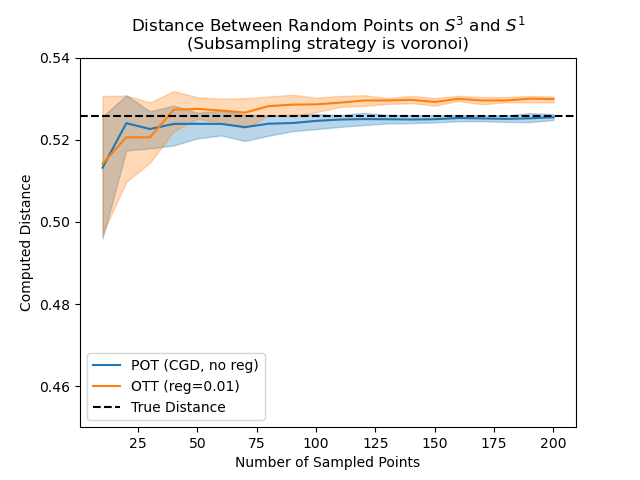 Distance Between Random Points on $S^3$ and $S^1$
(Subsampling strategy is voronoi)
Computed Distance
0.54
0.52
0.50
0.48
0.46
POT (CGD, no reg)
OTT (reg=0.01)
True Distance
25 50 75 100 125 150 175 200
Number of Sampled Points